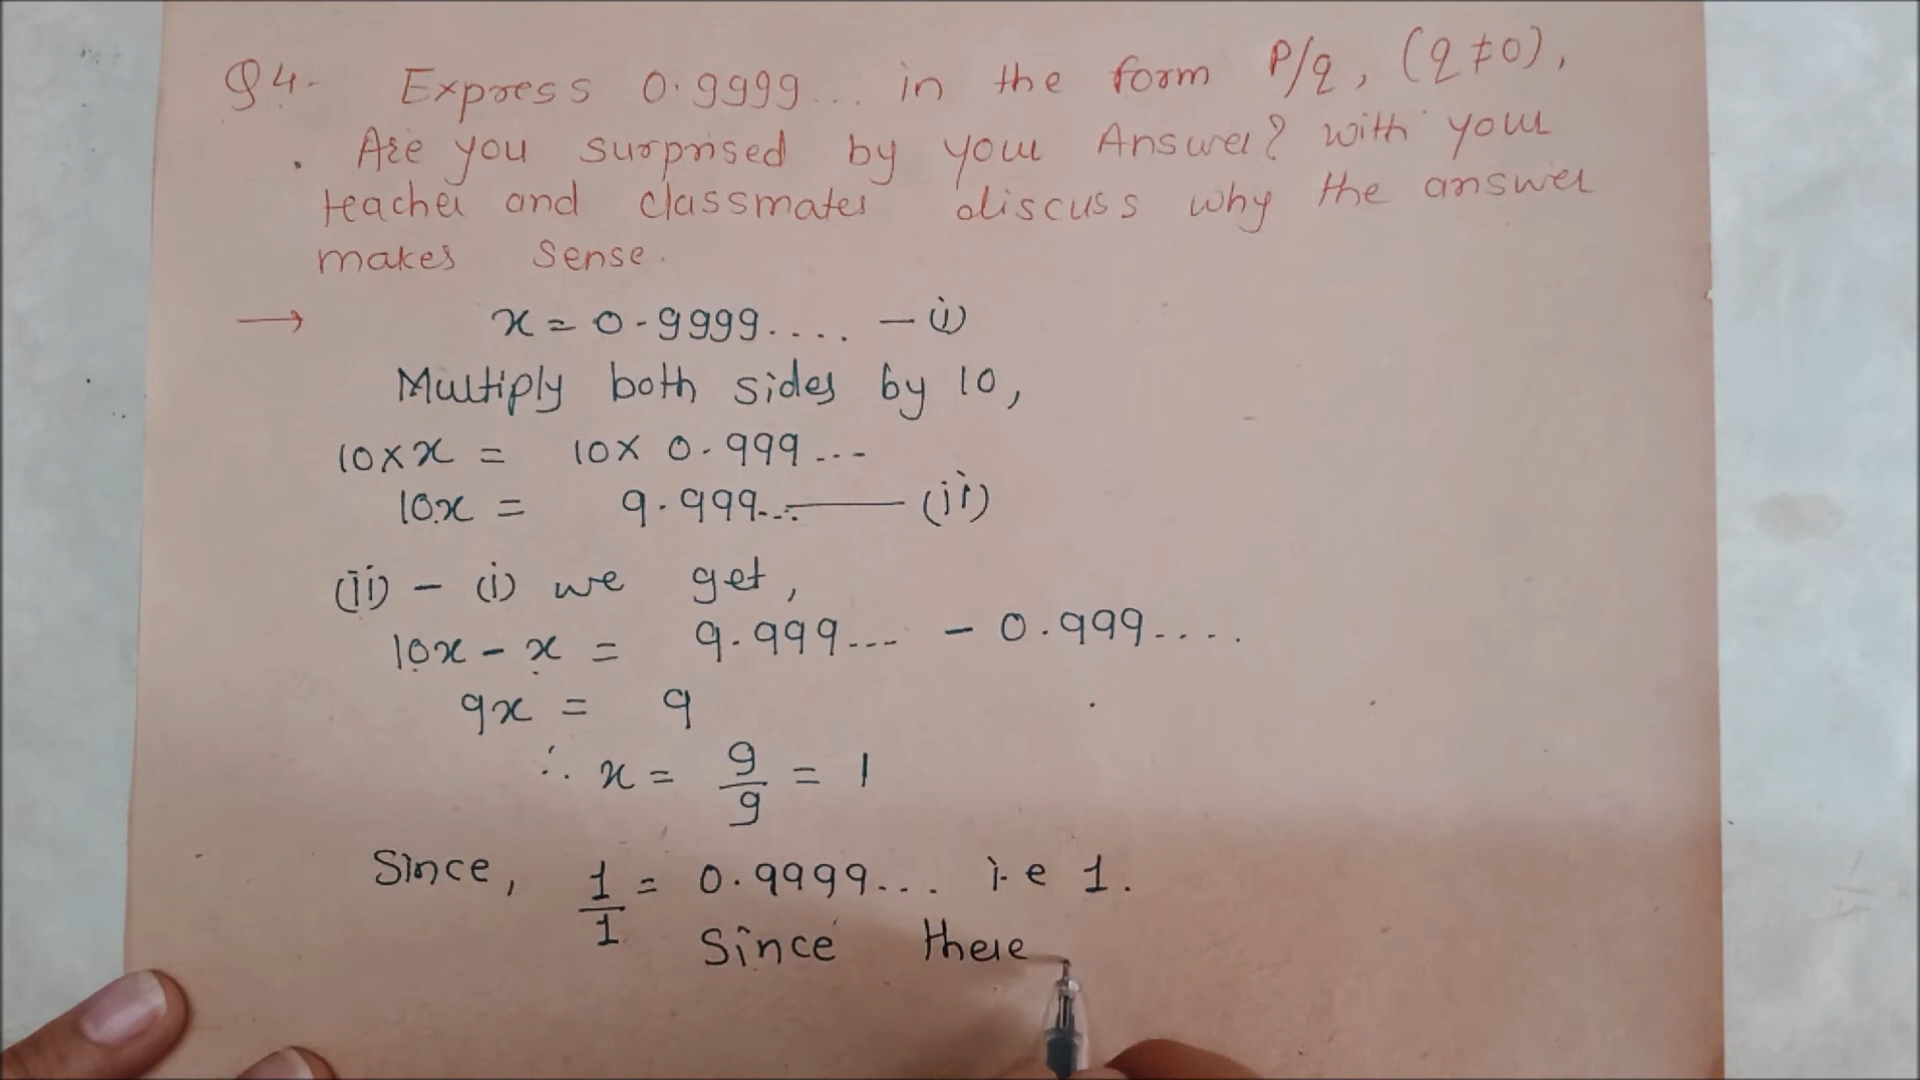 Q4- Express 0.9999... in the form P/q, (q≠0),
Are you surprised by your Answer? with your
teacher and classmates discuss why the answer
makes sense.
→ x = 0.9999.... - (i)
Multiply both sides by 10,
10×x = 10× 0.999...
10x = 9.999... — (ii)
(ii) - (i) we get,
10x - x = 9.999... - 0.999....
9x = 9
∴ x = 9/9 = 1
Since, 1/1 = 0.9999... i.e 1.
Since there